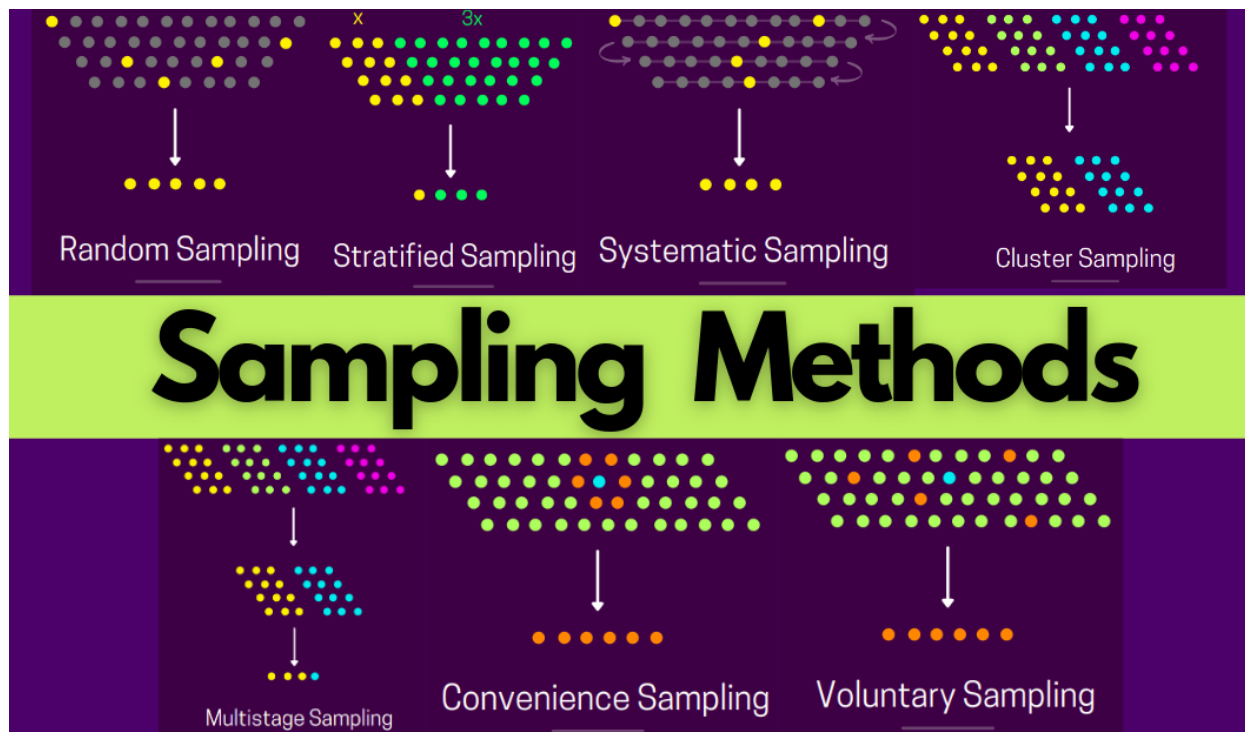 x
3x
Random Sampling
Stratified Sampling
Systematic Sampling
Cluster Sampling
Sampling Methods
Multistage Sampling
Convenience Sampling
Voluntary Sampling